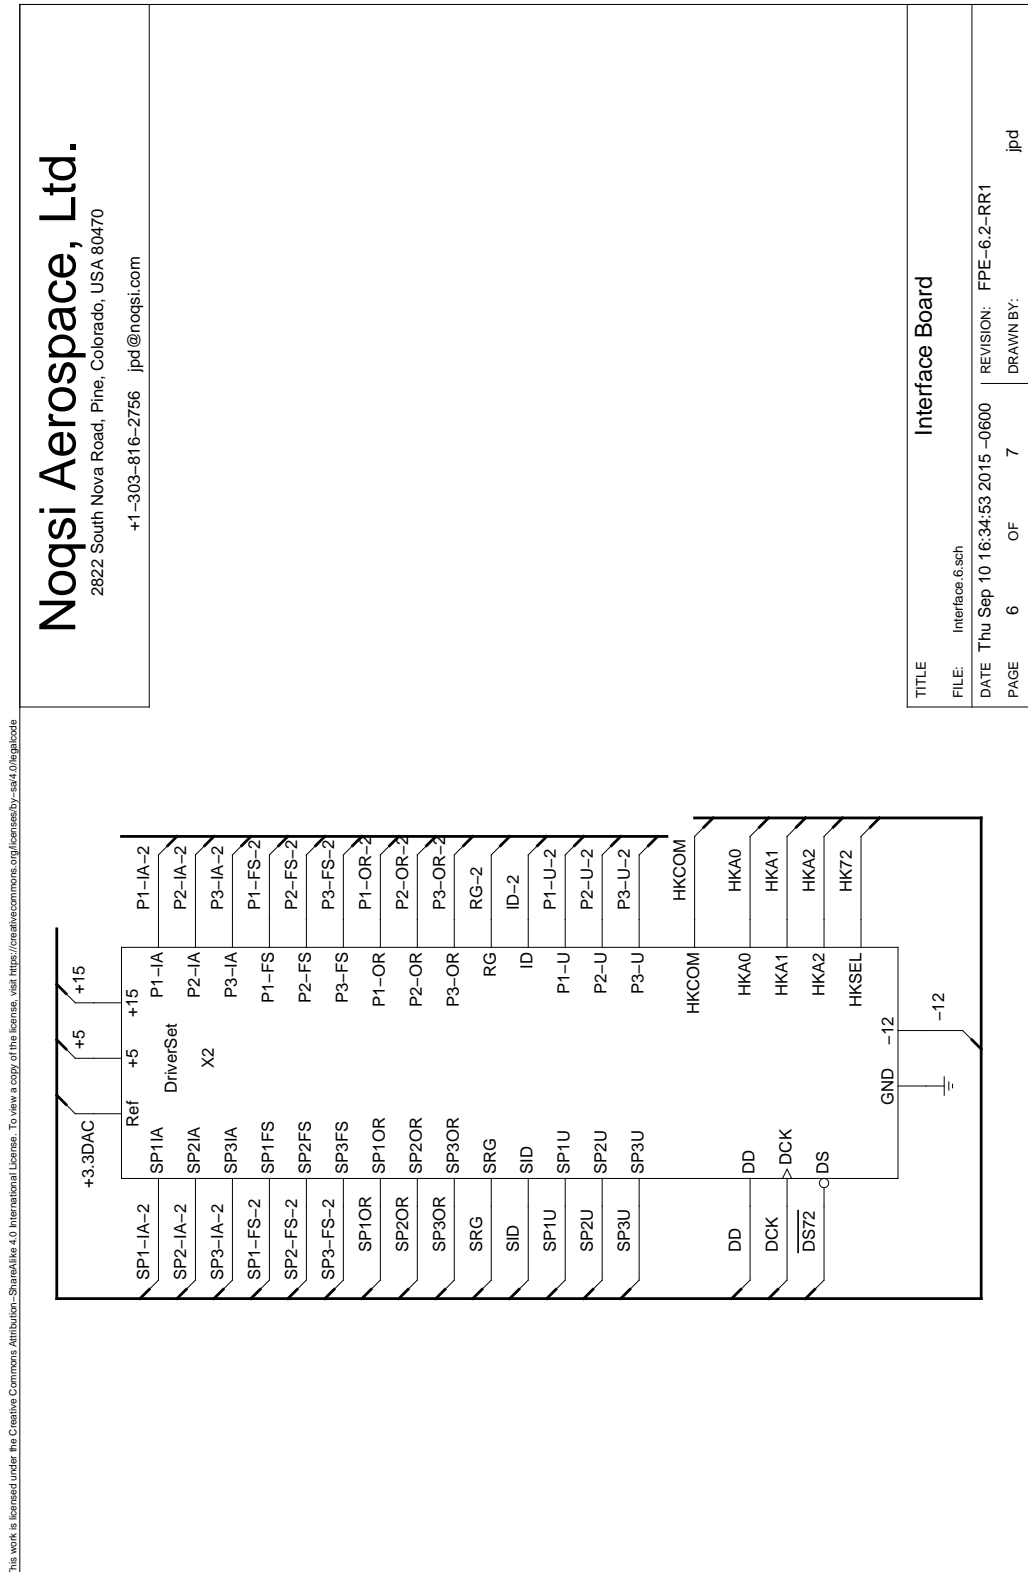 This work is licensed under the Creative Commons Attribution−ShareAlike 4.0 International License. To view a copy of the license, visit https://creativecommons.org/licenses/by−sa/4.0/legalcode
Noqsi Aerospace, Ltd.
2822 South Nova Road, Pine, Colorado, USA 80470
+1−303−816−2756 jpd@noqsi.com
+3.3DAC
+5
+15
Ref
+5
+15
DriverSet
X2
SP1−IA−2 SP1IA P1−IA P1−IA−2
SP2−IA−2 SP2IA P2−IA P2−IA−2
SP3−IA−2 SP3IA P3−IA P3−IA−2
SP1−FS−2 SP1FS P1−FS P1−FS−2
SP2−FS−2 SP2FS P2−FS P2−FS−2
SP3−FS−2 SP3FS P3−FS P3−FS−2
SP1OR SP1OR P1−OR P1−OR−2
SP2OR SP2OR P2−OR P2−OR−2
SP3OR SP3OR P3−OR P3−OR−2
SRG SRG RG RG−2
SID SID ID ID−2
SP1U SP1U P1−U P1−U−2
SP2U SP2U P2−U P2−U−2
SP3U SP3U P3−U P3−U−2
HKCOM HKCOM
DD DD HKA0 HKA0
DCK DCK HKA1 HKA1
DS72 DS HKA2 HKA2
HKSEL HK72
GND −12
−12
TITLE
Interface Board
FILE: Interface.6.sch
DATE Thu Sep 10 16:34:53 2015 −0600 REVISION: FPE−6.2−RR1
PAGE 6 OF 7 DRAWN BY: jpd